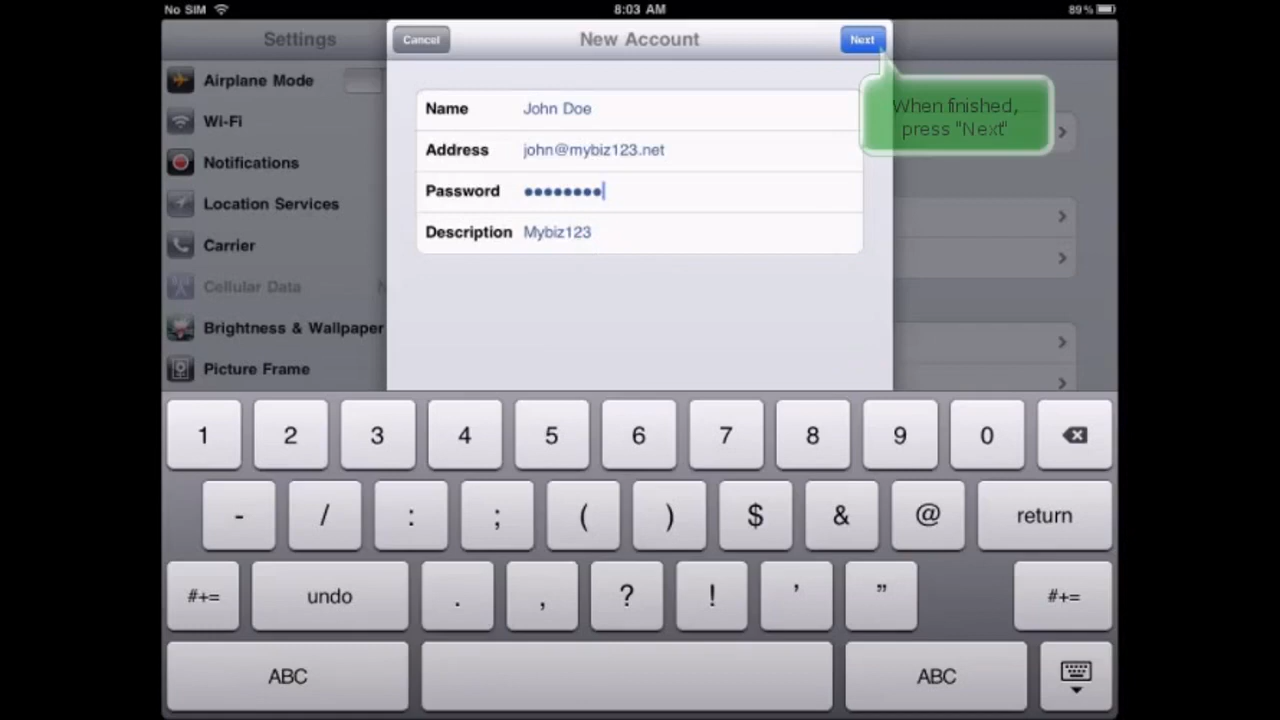 No SIM 8:03 AM 89%
Settings
Cancel New Account Next
Airplane Mode
Wi-Fi
Notifications
Location Services
Carrier
Cellular Data N
Brightness & Wallpaper
Picture Frame
Name John Doe
Address john@mybiz123.net
Password ••••••••
Description Mybiz123
When finished,
press "Next"
1 2 3 4 5 6 7 8 9 0
- / : ; ( ) $ & @ return
#+= undo . , ? ! ’ ” #+=
ABC ABC